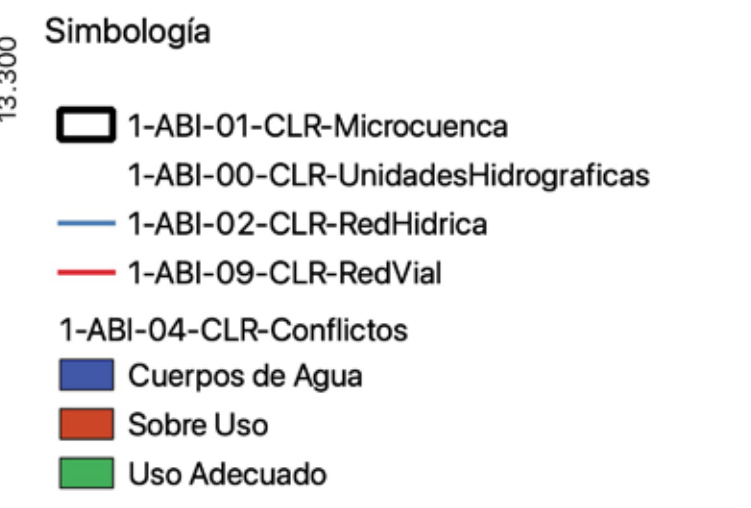 Simbología
13.300
1-ABI-01-CLR-Microcuenca
1-ABI-00-CLR-UnidadesHidrograficas
1-ABI-02-CLR-RedHidrica
1-ABI-09-CLR-RedVial
1-ABI-04-CLR-Conflictos
Cuerpos de Agua
Sobre Uso
Uso Adecuado